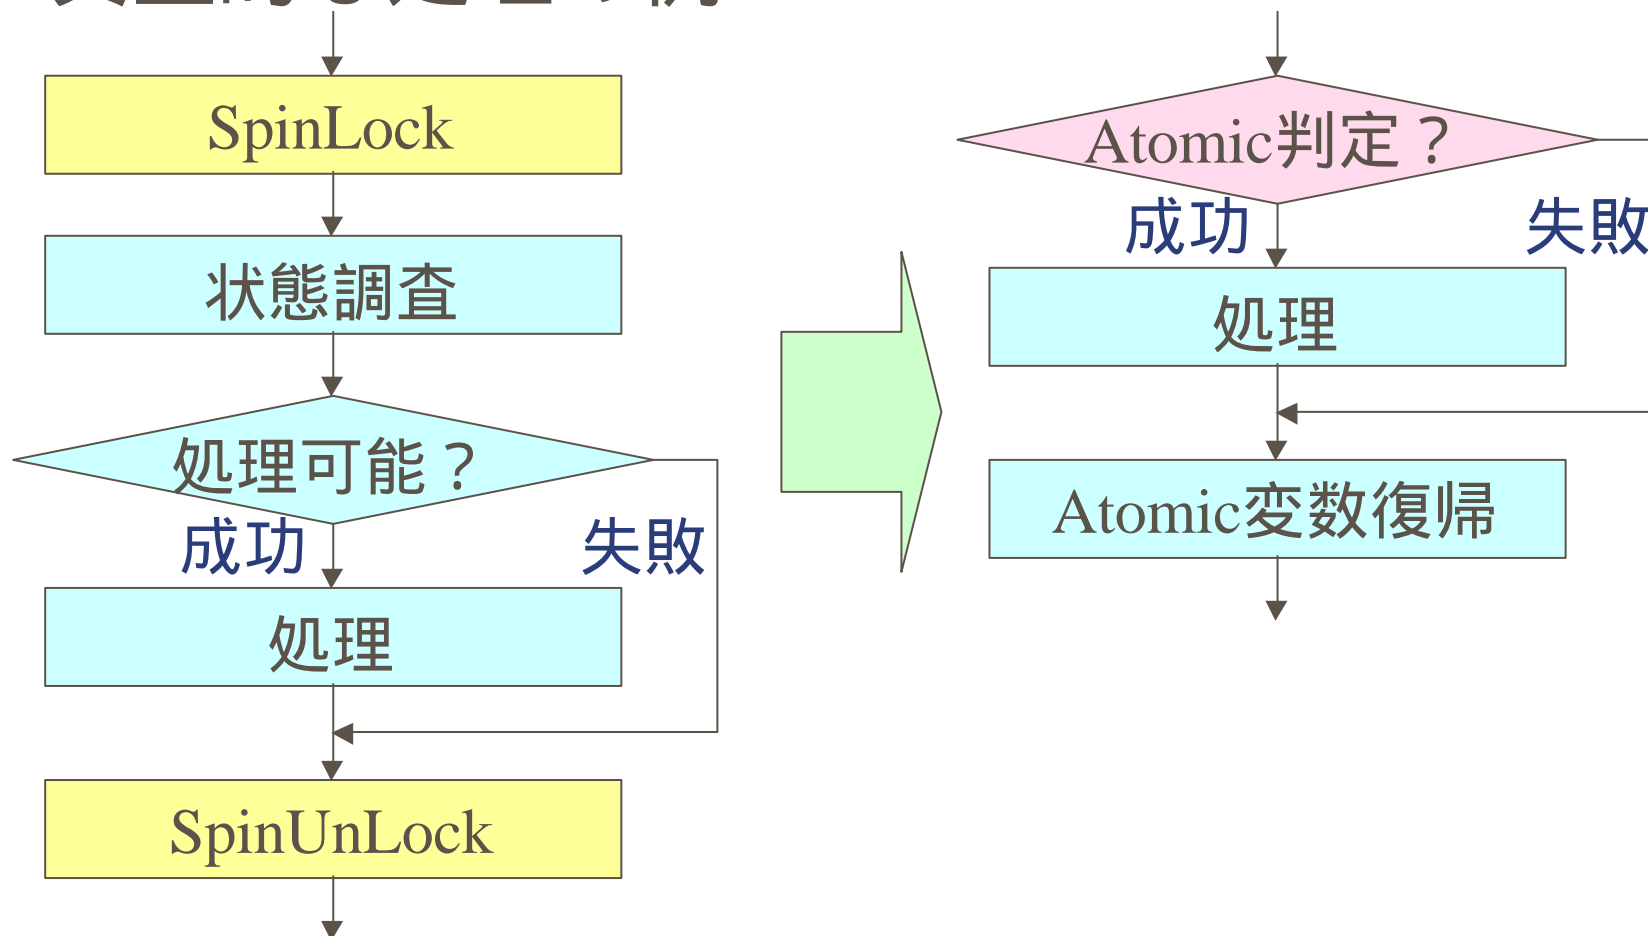 SpinLock
状態調査
処理可能？
成功
失敗
処理
SpinUnLock
Atomic判定？
成功
失敗
処理
Atomic変数復帰